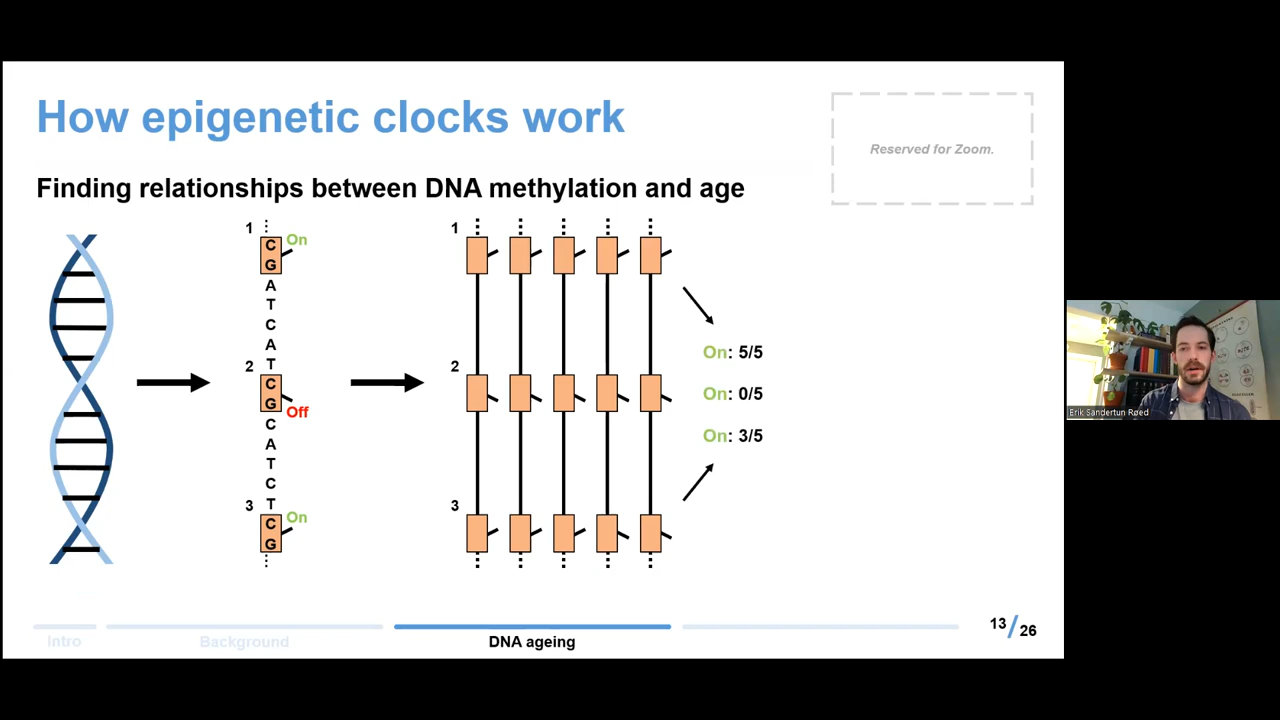 How epigenetic clocks work
Reserved for Zoom.
Finding relationships between DNA methylation and age
1
On
C
G
A
T
C
A
T
2
C
G
Off
C
A
T
C
T
3
On
C
G
1
2
3
On: 5/5
On: 0/5
On: 3/5
Erik Sandertun Røed
Intro
Background
DNA ageing
13/26